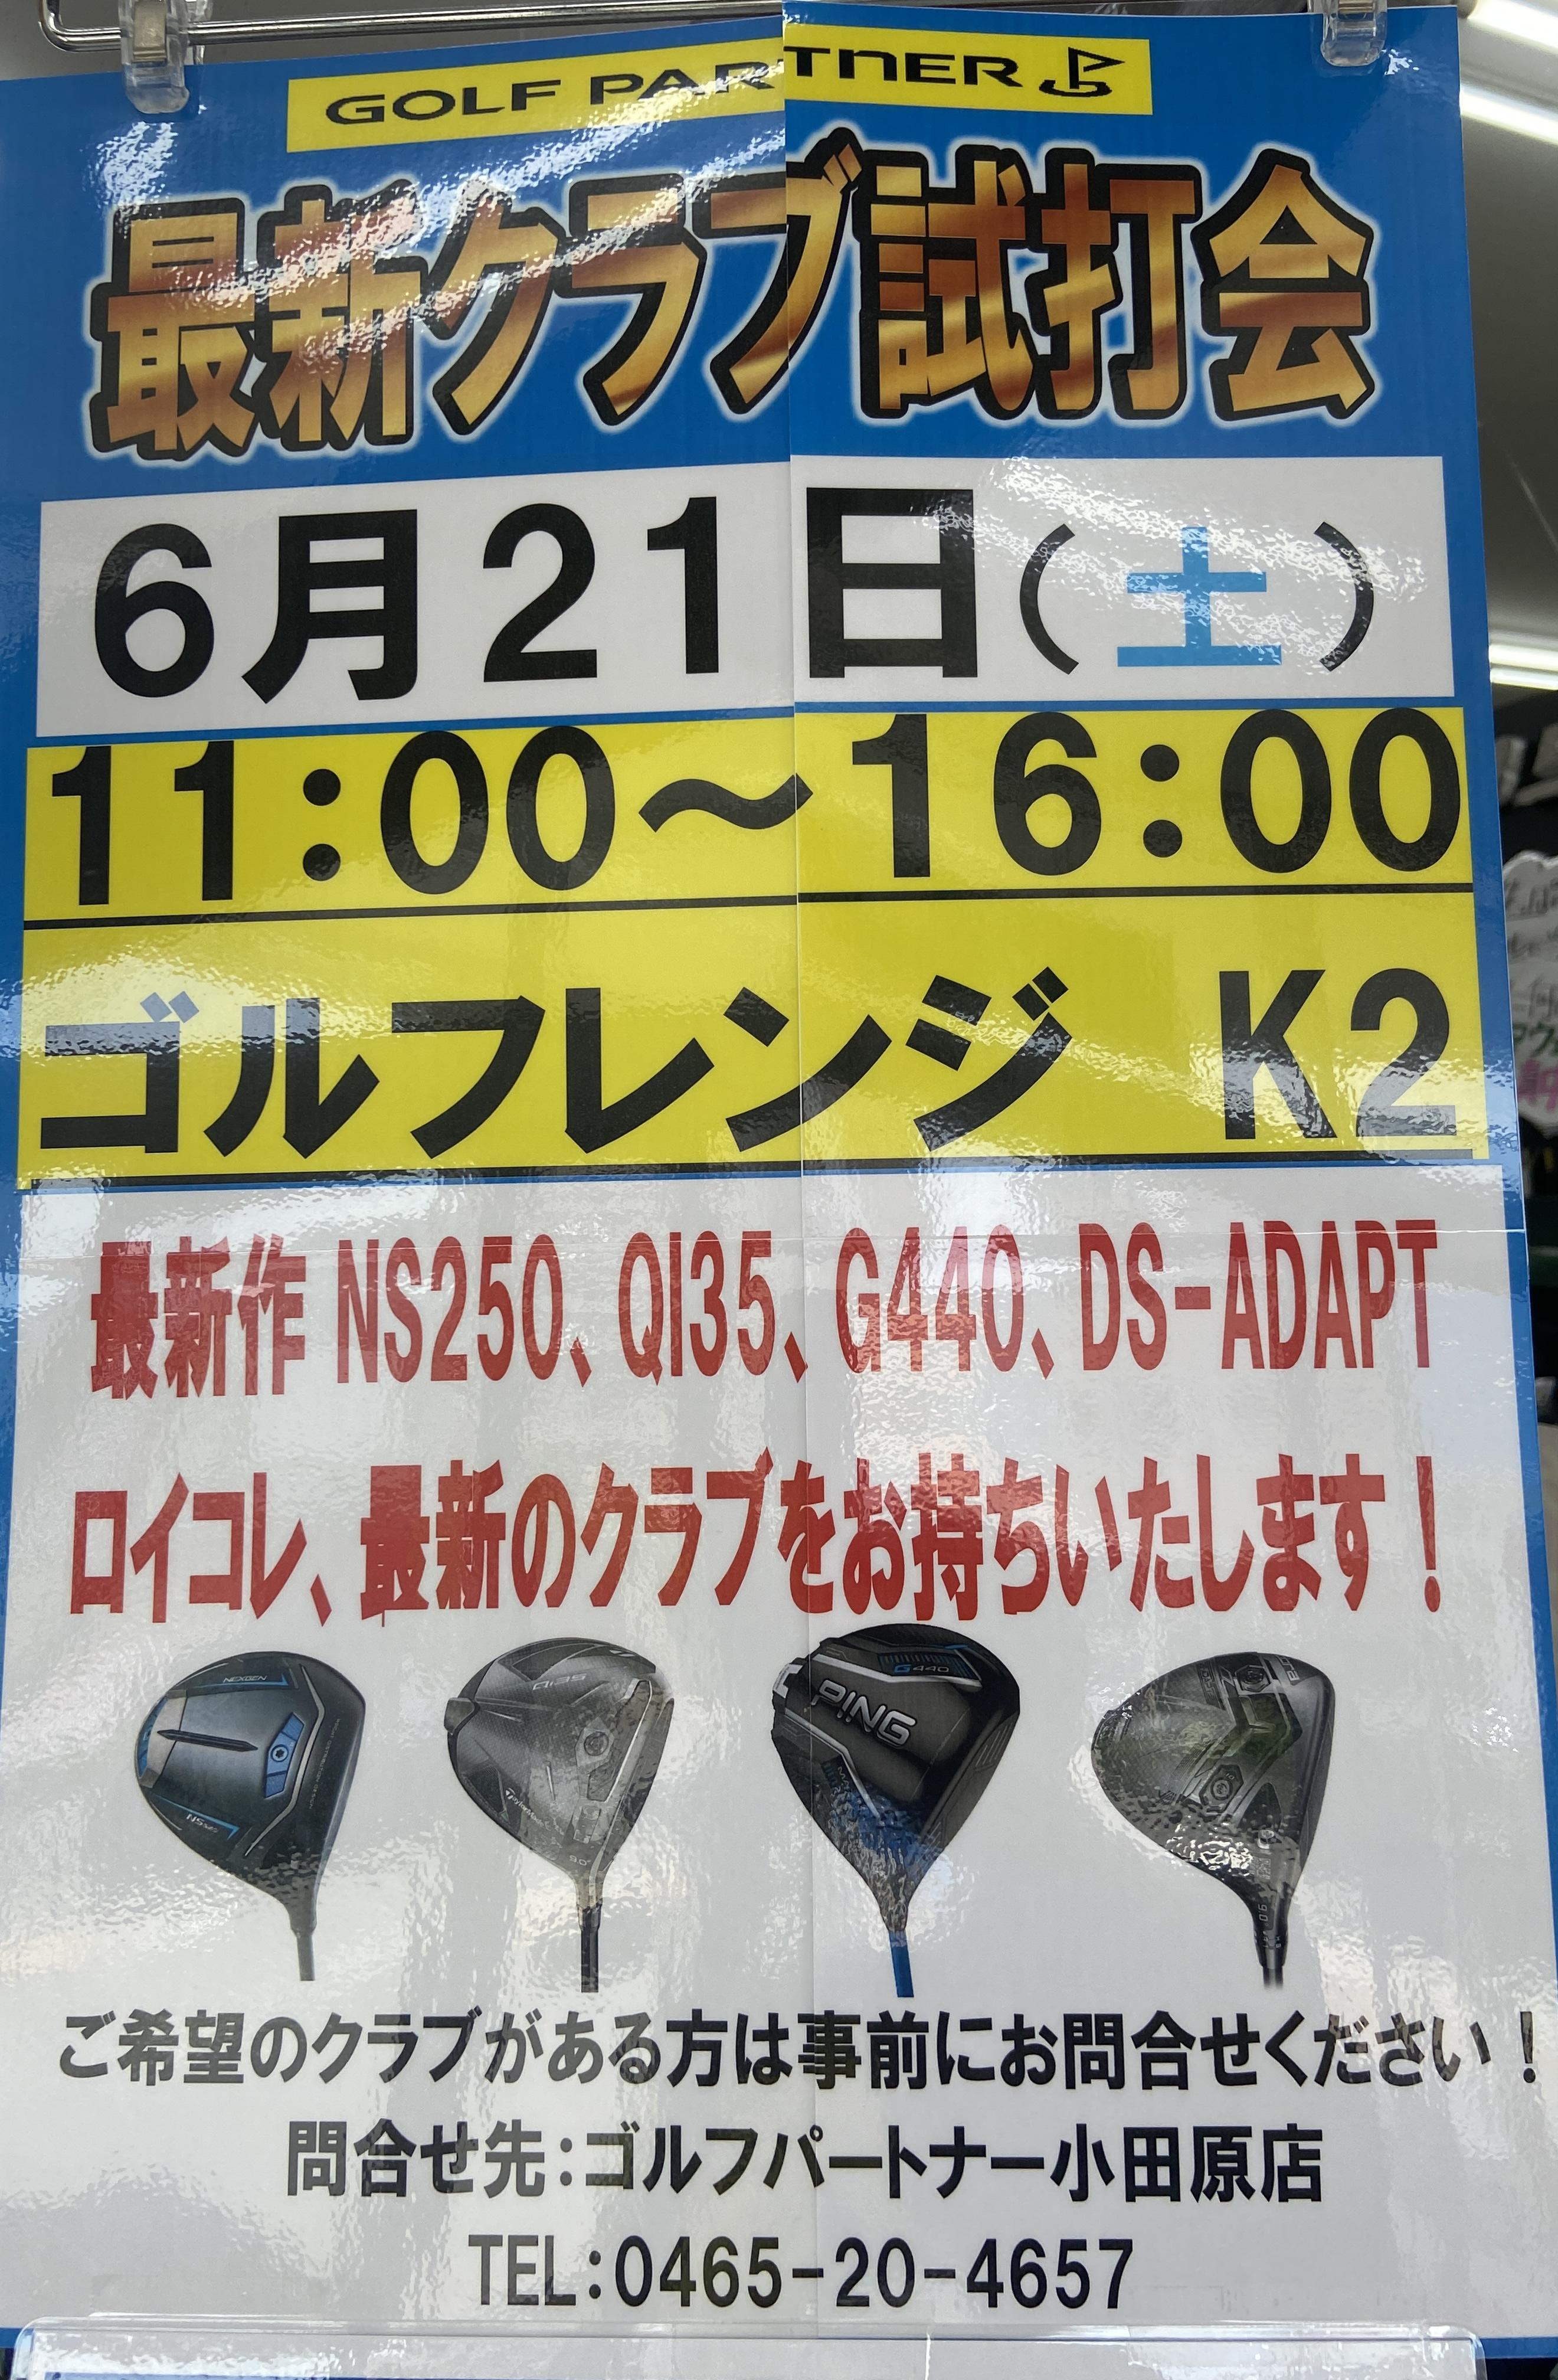 GOLF PARTNER
最新クラブ試打会
6月21日(土)
11:00～16:00
ゴルフレンジ K2
最新作 NS250、QI35、G440、DS-ADAPT
ロイコレ、最新のクラブをお持ちいたします！
NEXGEN
Qi35
G440
PING
ご希望のクラブがある方は事前にお問合せください！
問合せ先：ゴルフパートナー小田原店
TEL：0465-20-4657